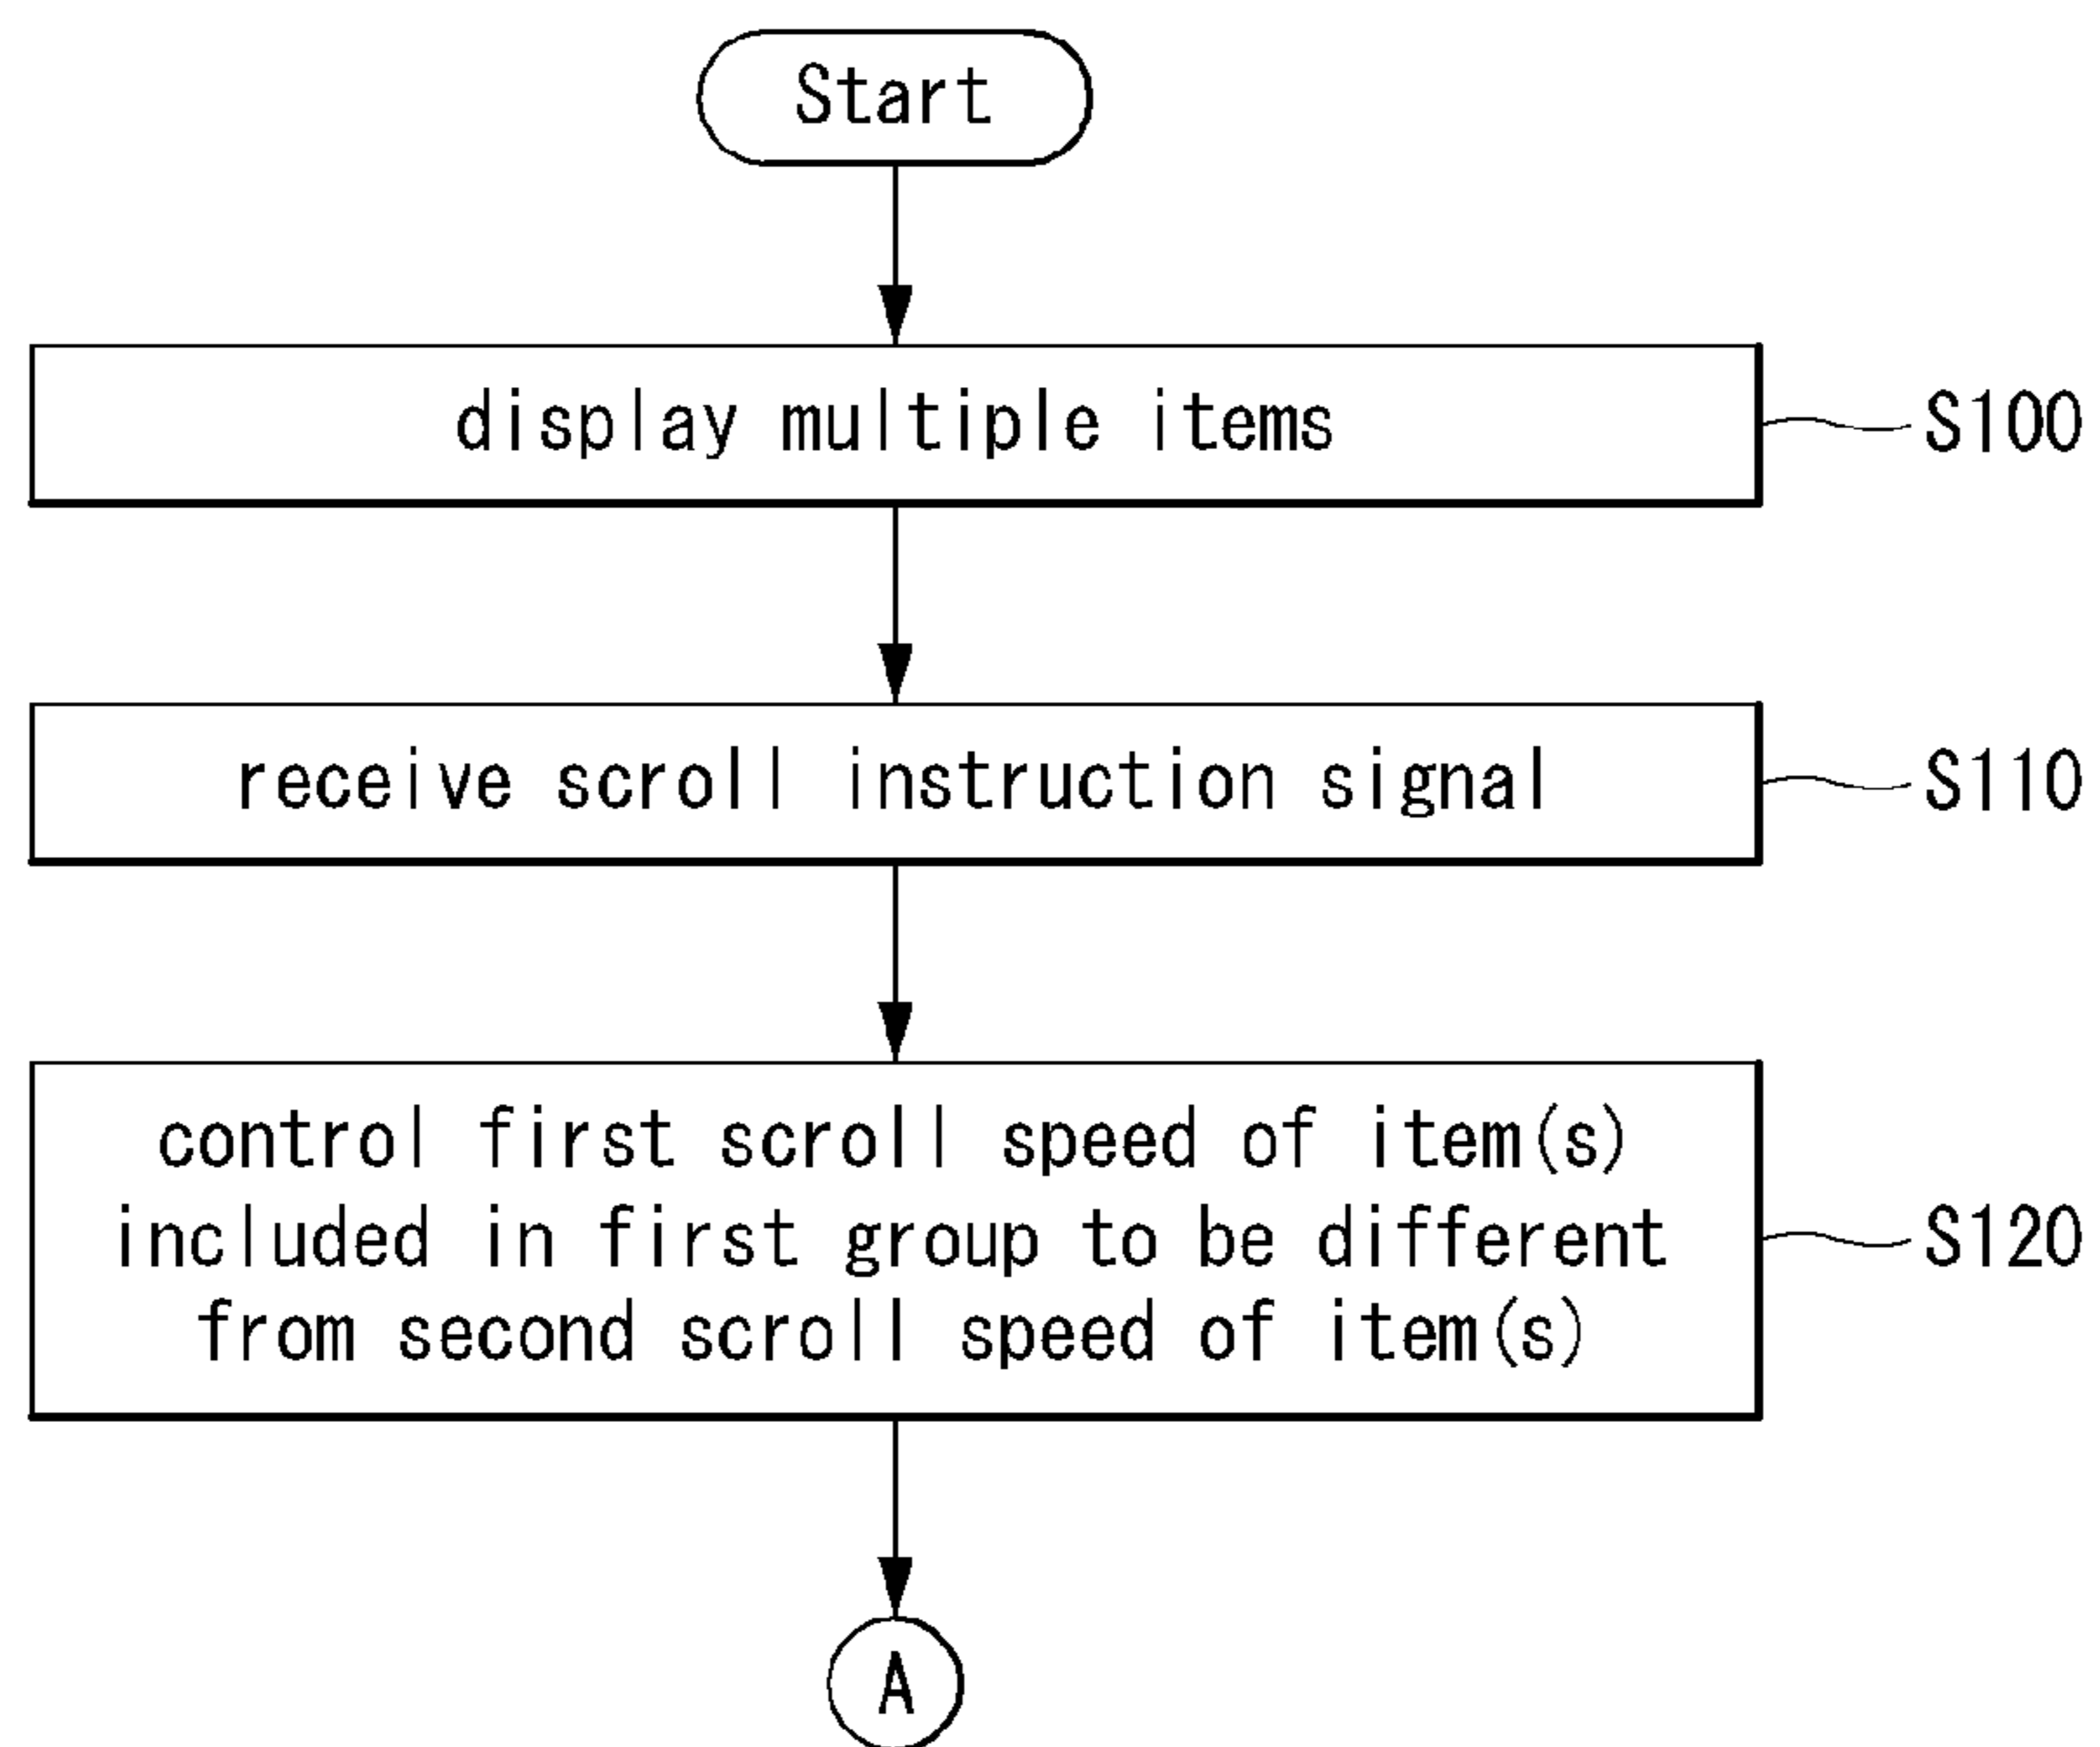 Start
display multiple items
S100
receive scroll instruction signal
S110
control first scroll speed of item(s)
included in first group to be different
from second scroll speed of item(s)
S120
A